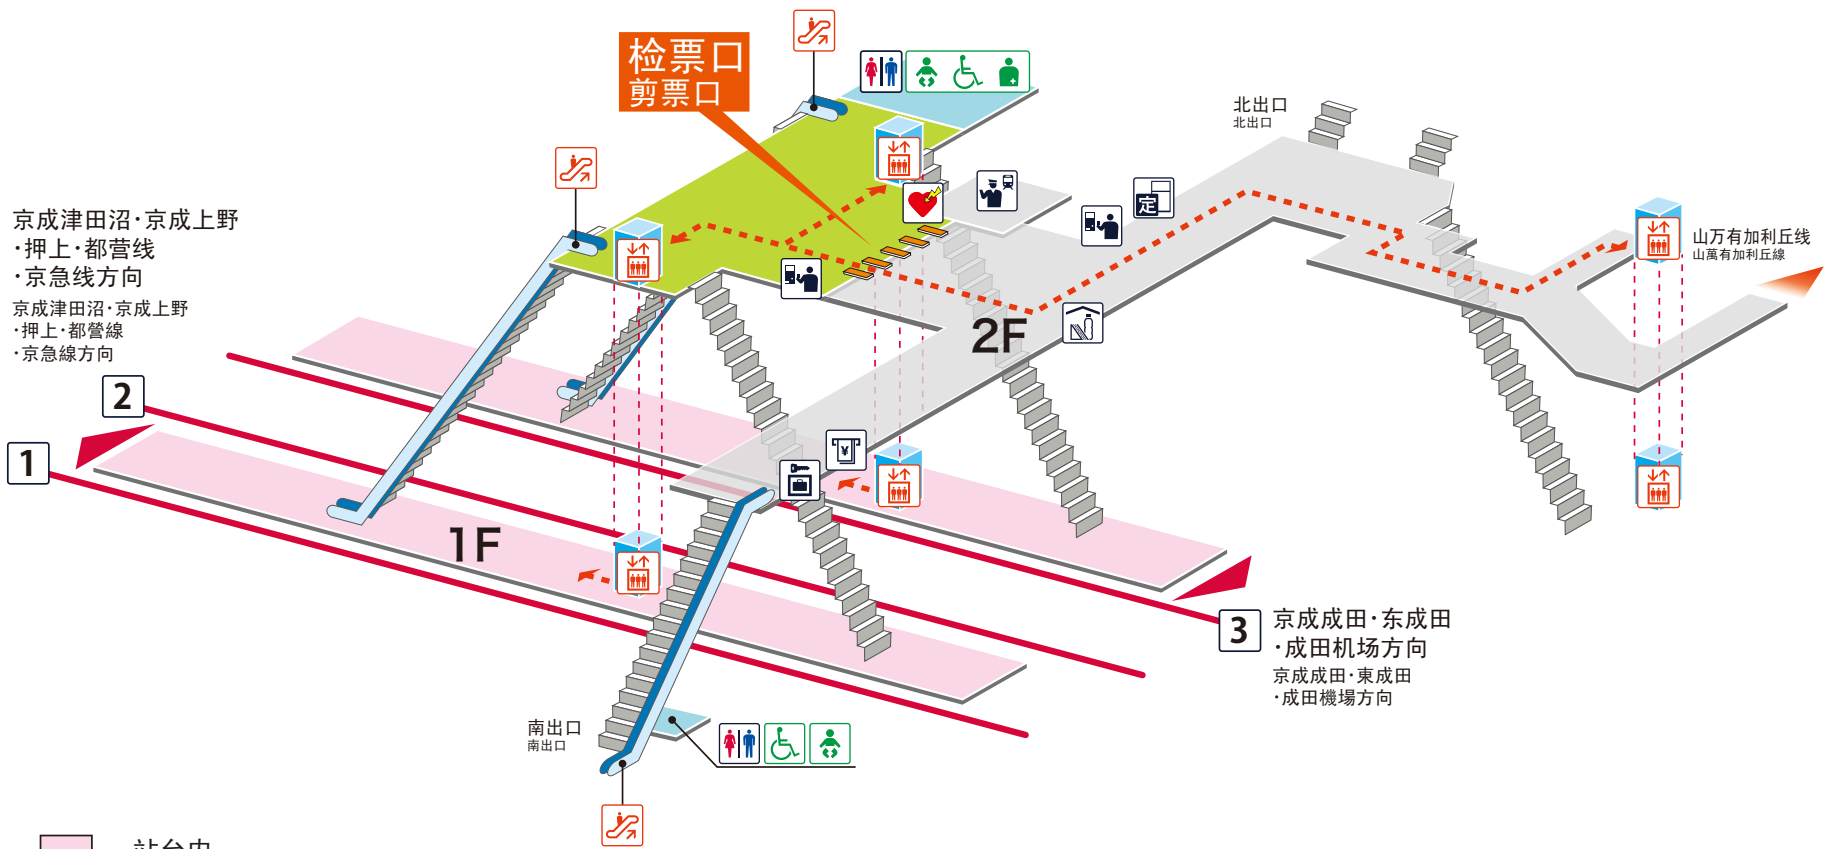 检票口
剪票口
北出口
北出口
京成津田沼·京成上野
·押上·都营线
·京急线方向
京成津田沼·京成上野
·押上·都營線
·京急線方向
定
山万有加利丘线
山萬有加利丘線
2F
2
1
¥
1F
3
京成成田·东成田
·成田机场方向
京成成田·東成田
·成田機場方向
南出口
南出口
站台内